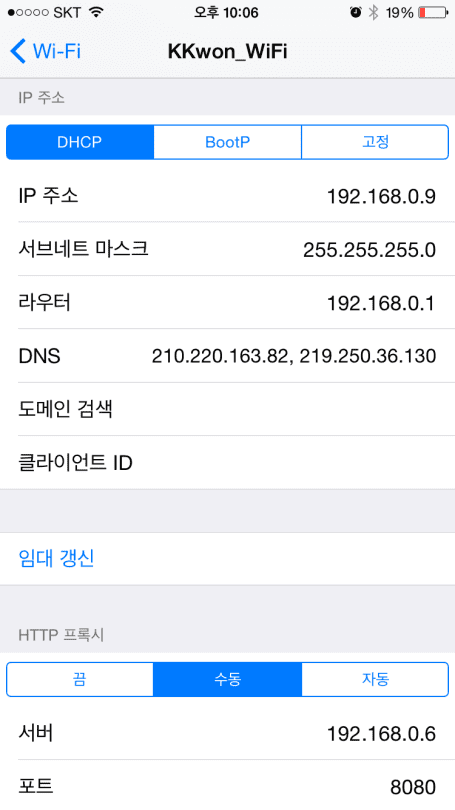 SKT 오후 10:06 19%
Wi-Fi KKwon_WiFi
IP 주소
DHCP BootP 고정
IP 주소 192.168.0.9
서브네트 마스크 255.255.255.0
라우터 192.168.0.1
DNS 210.220.163.82, 219.250.36.130
도메인 검색
클라이언트 ID
임대 갱신
HTTP 프록시
끔 수동 자동
서버 192.168.0.6
포트 8080